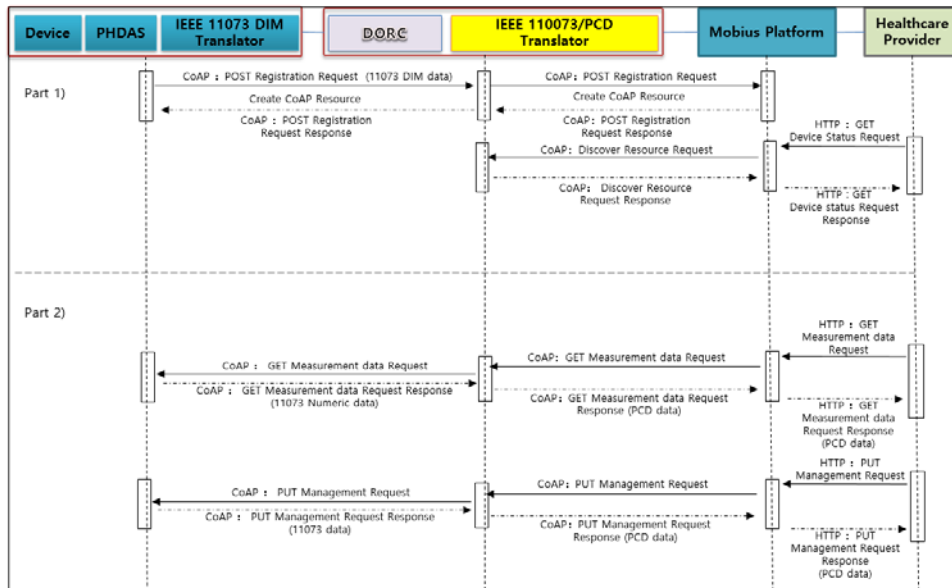 Device
PHDAS
IEEE 11073 DIM
Translator
DORC
IEEE 110073/PCD
Translator
Mobius Platform
Healthcare
Provider
Part 1)
CoAP : POST Registration Request (11073 DIM data)
Create CoAP Resource
CoAP : POST Registration
Request Response
CoAP : POST Registration Request
Create CoAP Resource
CoAP : POST Registration
Request Response
HTTP : GET
Device Status Request
CoAP: Discover Resource Request
CoAP: Discover Resource
Request Response
HTTP : GET
Device status Request
Response
Part 2)
HTTP : GET
Measurement data
Request
CoAP : GET Measurement data Request
CoAP: GET Measurement data Request
CoAP : GET Measurement data Request Response
(11073 Numeric data)
CoAP: GET Measurement data Request
Response (PCD data)
HTTP : GET
Measurement data
Request Response
(PCD data)
HTTP : PUT
Management Request
CoAP : PUT Management Request
CoAP: PUT Management Request
CoAP : PUT Management Request Response
(11073 data)
CoAP: PUT Management Request
Response (PCD data)
HTTP : PUT
Management Request
Response
(PCD data)